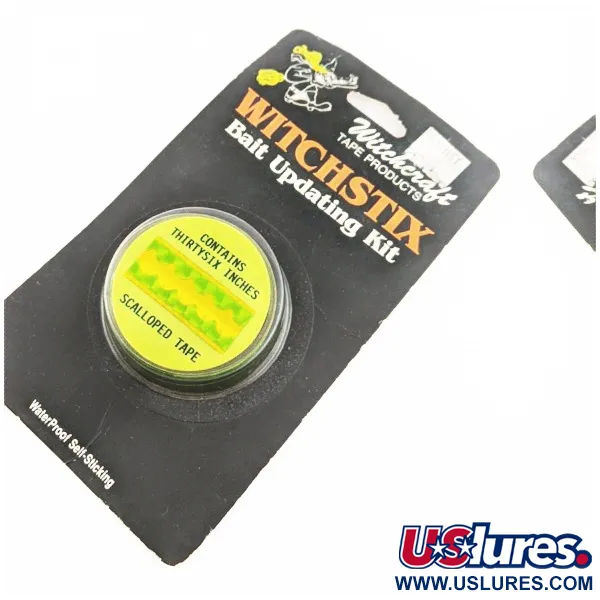 Witchcraft
TAPE PRODUCTS
WITCHSTIX
Bait Updating Kit
CONTAINS
THIRTYSIX INCHES
SCALLOPED TAPE
WaterProof Self-Sticking
USlures.
WWW.USLURES.COM